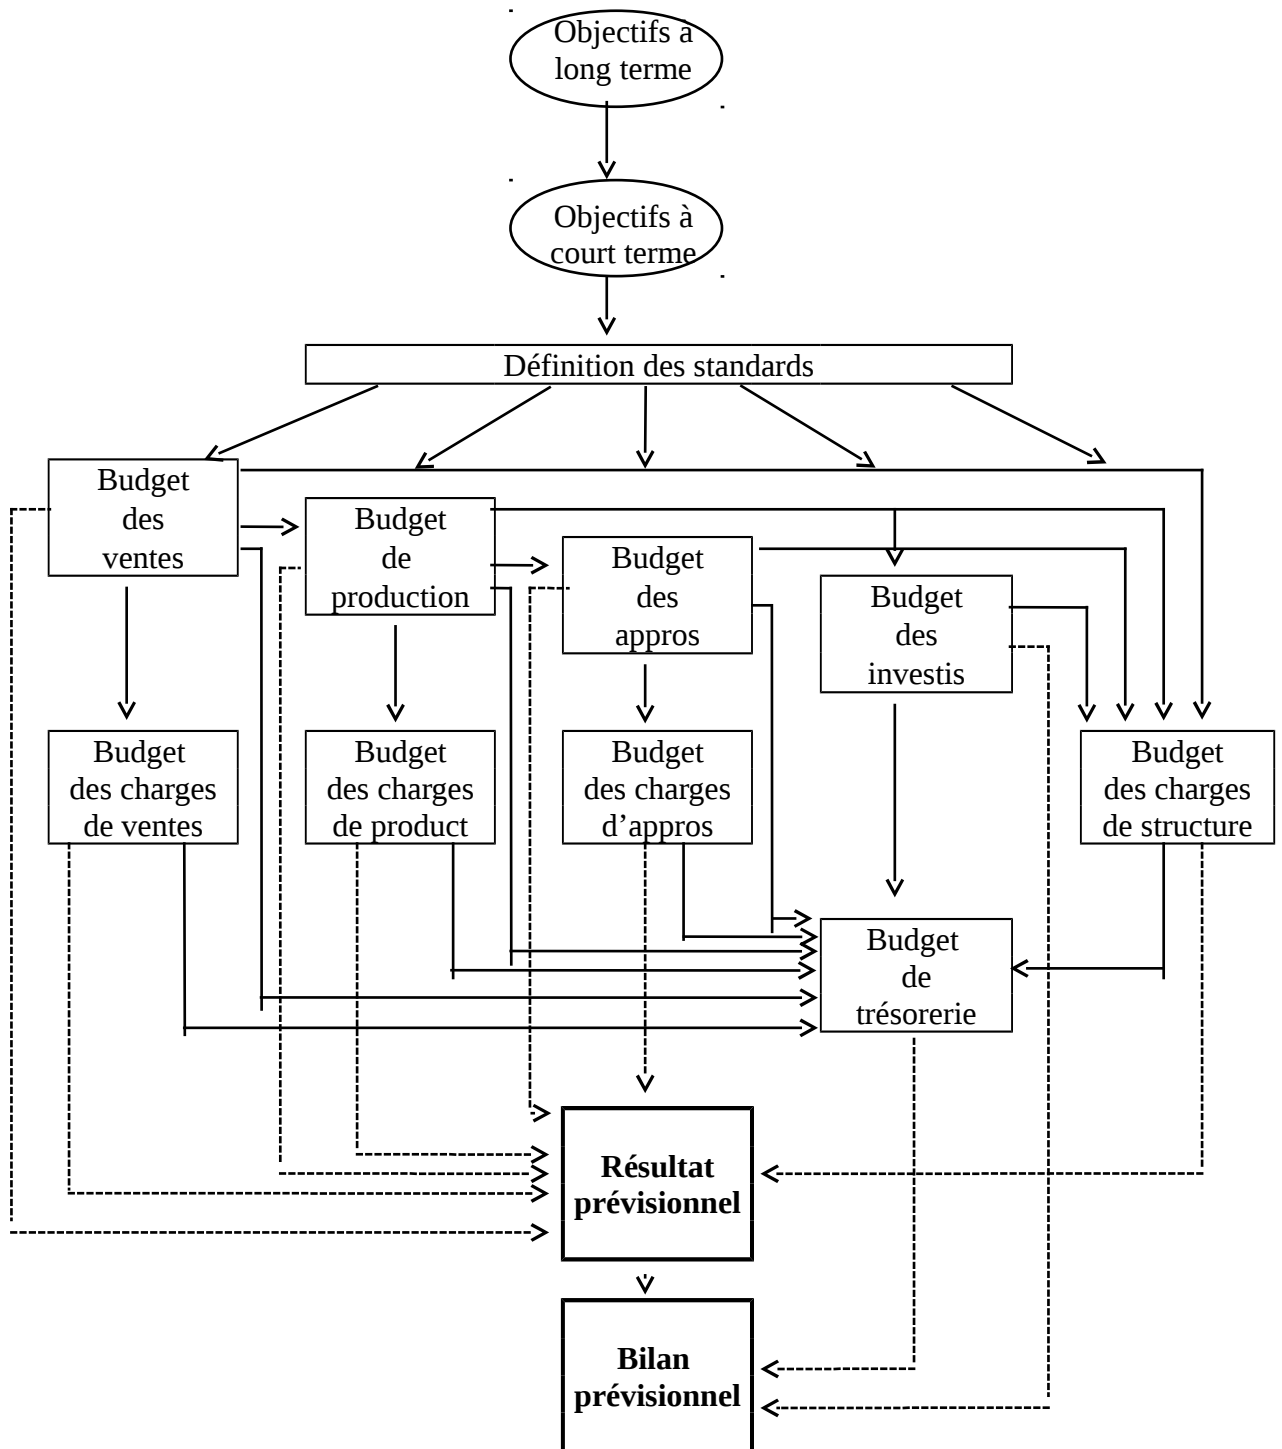 Objectifs à
long terme
Objectifs à
court terme
Définition des standards
Budget
des
ventes
Budget
de
production
Budget
des
appros
Budget
des
investis
Budget
des charges
de ventes
Budget
des charges
de product
Budget
des charges
d’appros
Budget
des charges
de structure
Budget
de
trésorerie
Résultat
prévisionnel
Bilan
prévisionnel